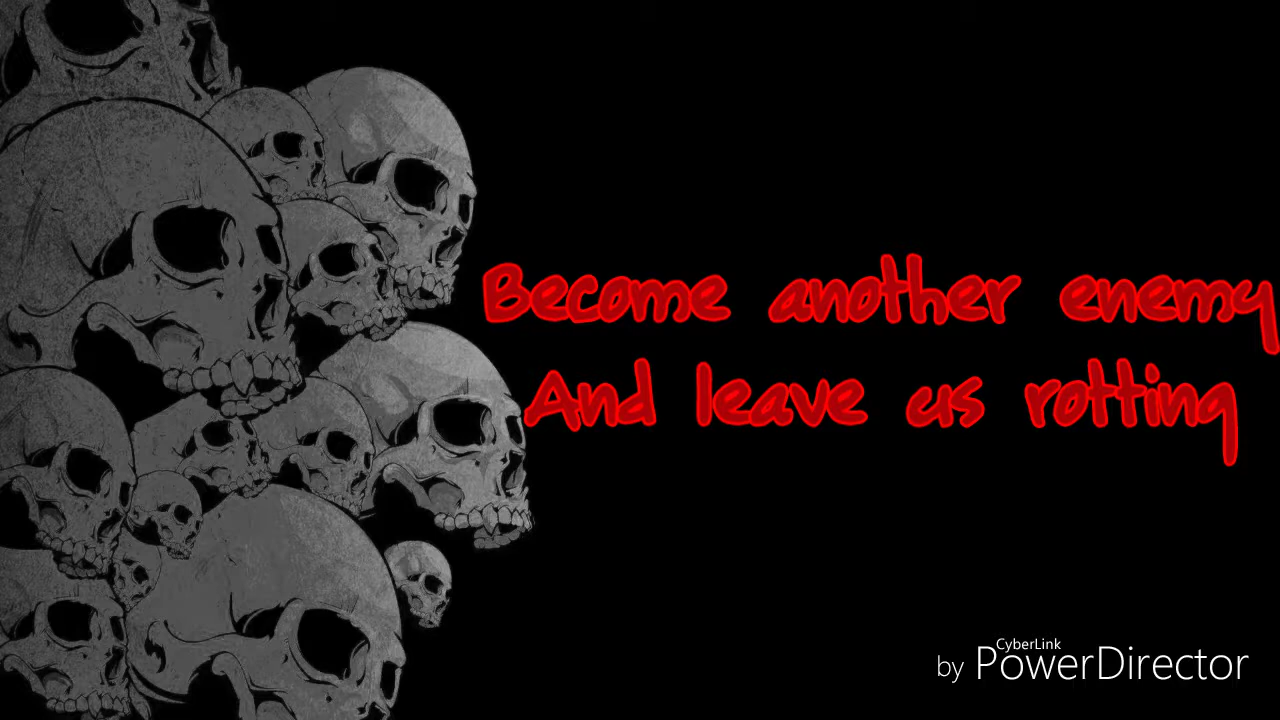 Become another enemy
And leave us rotting
by CyberLink PowerDirector